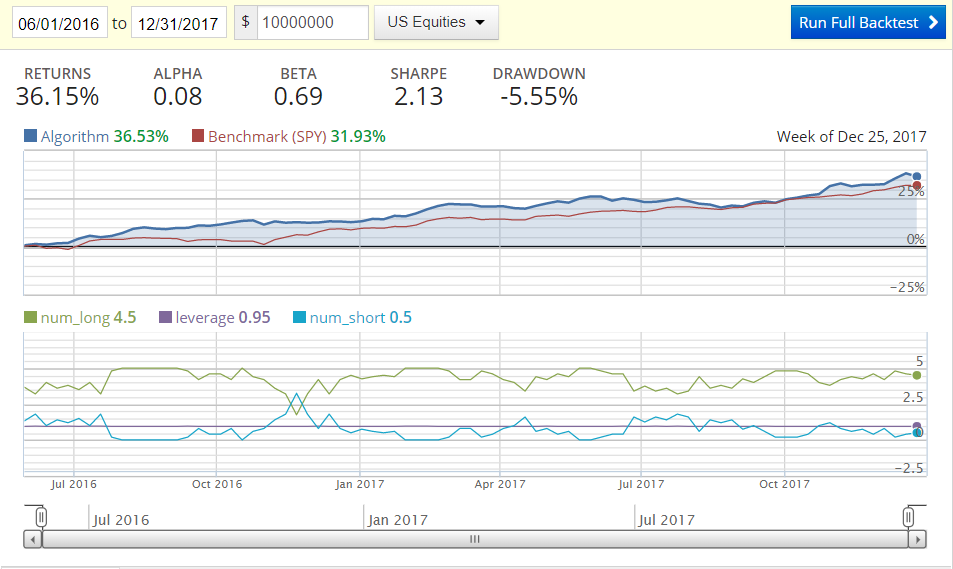 06/01/2016 to 12/31/2017 $ 10000000 US Equities Run Full Backtest
RETURNS ALPHA BETA SHARPE DRAWDOWN
36.15% 0.08 0.69 2.13 -5.55%
Algorithm 36.53% Benchmark (SPY) 31.93% Week of Dec 25, 2017
25%
0%
−25%
num_long 4.5 leverage 0.95 num_short 0.5
5
2.5
0
−2.5
Jul 2016 Oct 2016 Jan 2017 Apr 2017 Jul 2017 Oct 2017
Jul 2016 Jan 2017 Jul 2017